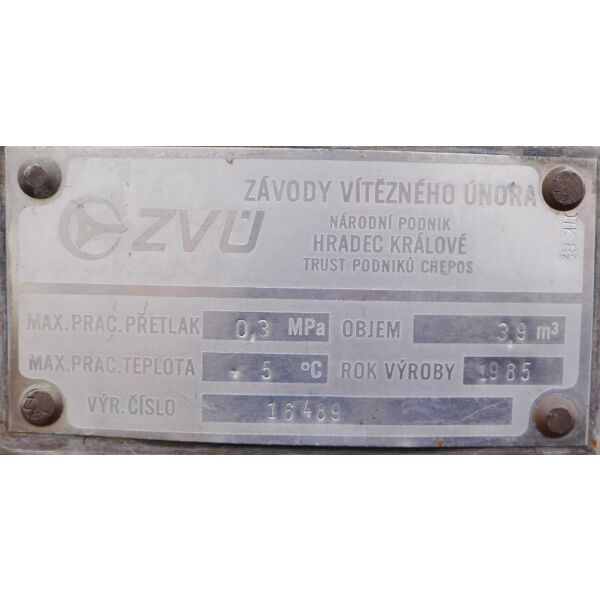 ZÁVODY VÍTĚZNÉHO ÚNORA
ZVÚ
NÁRODNÍ PODNIK
HRADEC KRÁLOVÉ
TRUST PODNIKŮ CHEPOS
MAX.PRAC.PŘETLAK 0,3 MPa OBJEM 3,9 m³
MAX.PRAC.TEPLOTA - 5 °C ROK VÝROBY 1985
VÝR.ČÍSLO 16489